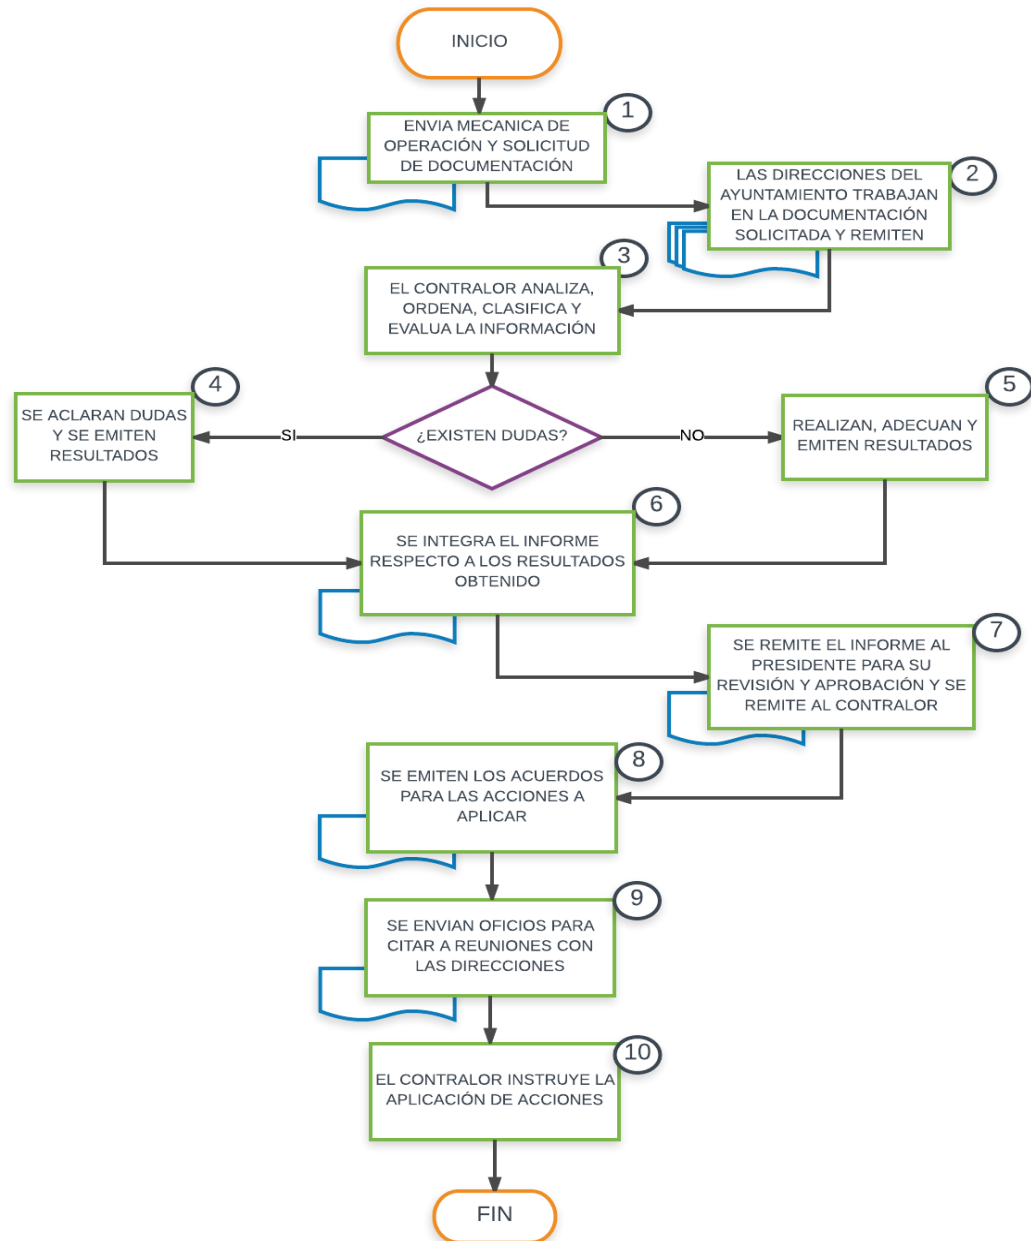 INICIO
1
ENVIA MECANICA DE
OPERACIÓN Y SOLICITUD
DE DOCUMENTACIÓN
2
LAS DIRECCIONES DEL
AYUNTAMIENTO TRABAJAN
EN LA DOCUMENTACIÓN
SOLICITADA Y REMITEN
3
EL CONTRALOR ANALIZA,
ORDENA, CLASIFICA Y
EVALUA LA INFORMACIÓN
4
SE ACLARAN DUDAS
Y SE EMITEN
RESULTADOS
SI
¿EXISTEN DUDAS?
NO
5
REALIZAN, ADECUAN Y
EMITEN RESULTADOS
6
SE INTEGRA EL INFORME
RESPECTO A LOS RESULTADOS
OBTENIDO
7
SE REMITE EL INFORME AL
PRESIDENTE PARA SU
REVISIÓN Y APROBACIÓN Y SE
REMITE AL CONTRALOR
8
SE EMITEN LOS ACUERDOS
PARA LAS ACCIONES A
APLICAR
9
SE ENVIAN OFICIOS PARA
CITAR A REUNIONES CON
LAS DIRECCIONES
10
EL CONTRALOR INSTRUYE LA
APLICACIÓN DE ACCIONES
FIN